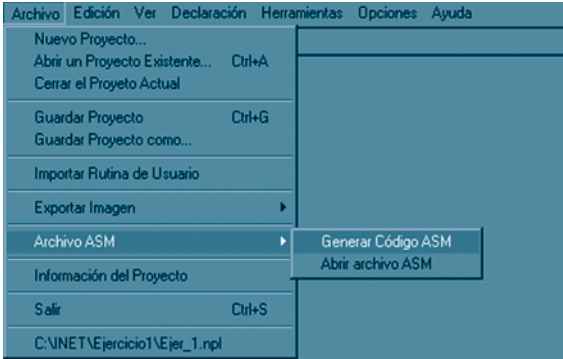 Archivo Edición Ver Declaración Herramientas Opciones Ayuda
Nuevo Proyecto...
Abrir un Proyecto Existente... Ctrl+A
Cerrar el Proyeto Actual
Guardar Proyecto Ctrl+G
Guardar Proyecto como...
Importar Rutina de Usuario
Exportar Imagen
Archivo ASM
Generar Código ASM
Abrir archivo ASM
Información del Proyecto
Salir Ctrl+S
C:\INET\Ejercicio1\Ejer_1.npl